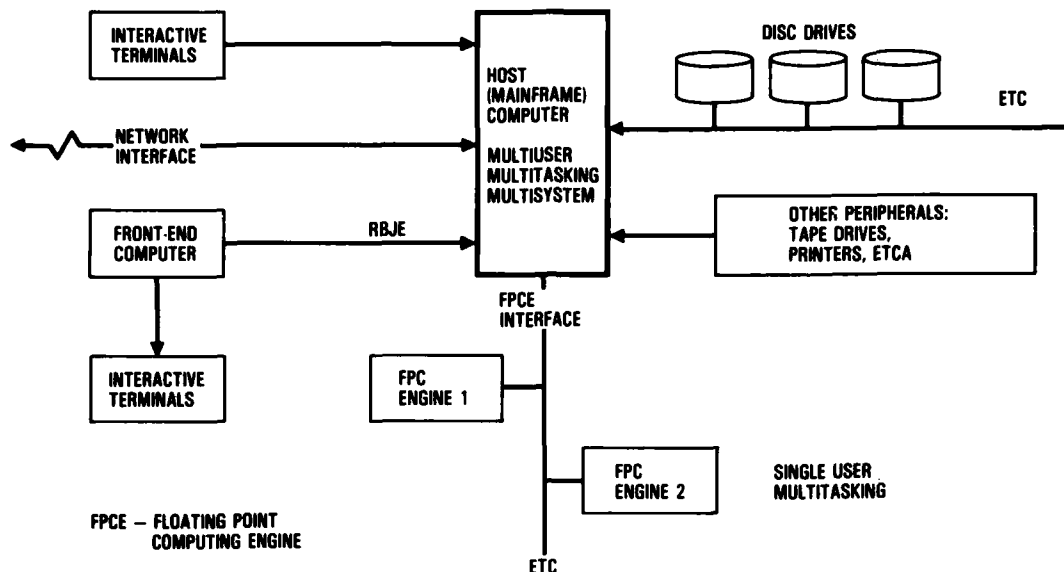 INTERACTIVE
TERMINALS
NETWORK
INTERFACE
FRONT-END
COMPUTER
RBJE
INTERACTIVE
TERMINALS
HOST
(MAINFRAME)
COMPUTER
MULTIUSER
MULTITASKING
MULTISYSTEM
DISC DRIVES
ETC
OTHER PERIPHERALS:
TAPE DRIVES,
PRINTERS, ETCA
FPCE
INTERFACE
FPC
ENGINE 1
FPC
ENGINE 2
SINGLE USER
MULTITASKING
FPCE – FLOATING POINT
COMPUTING ENGINE
ETC